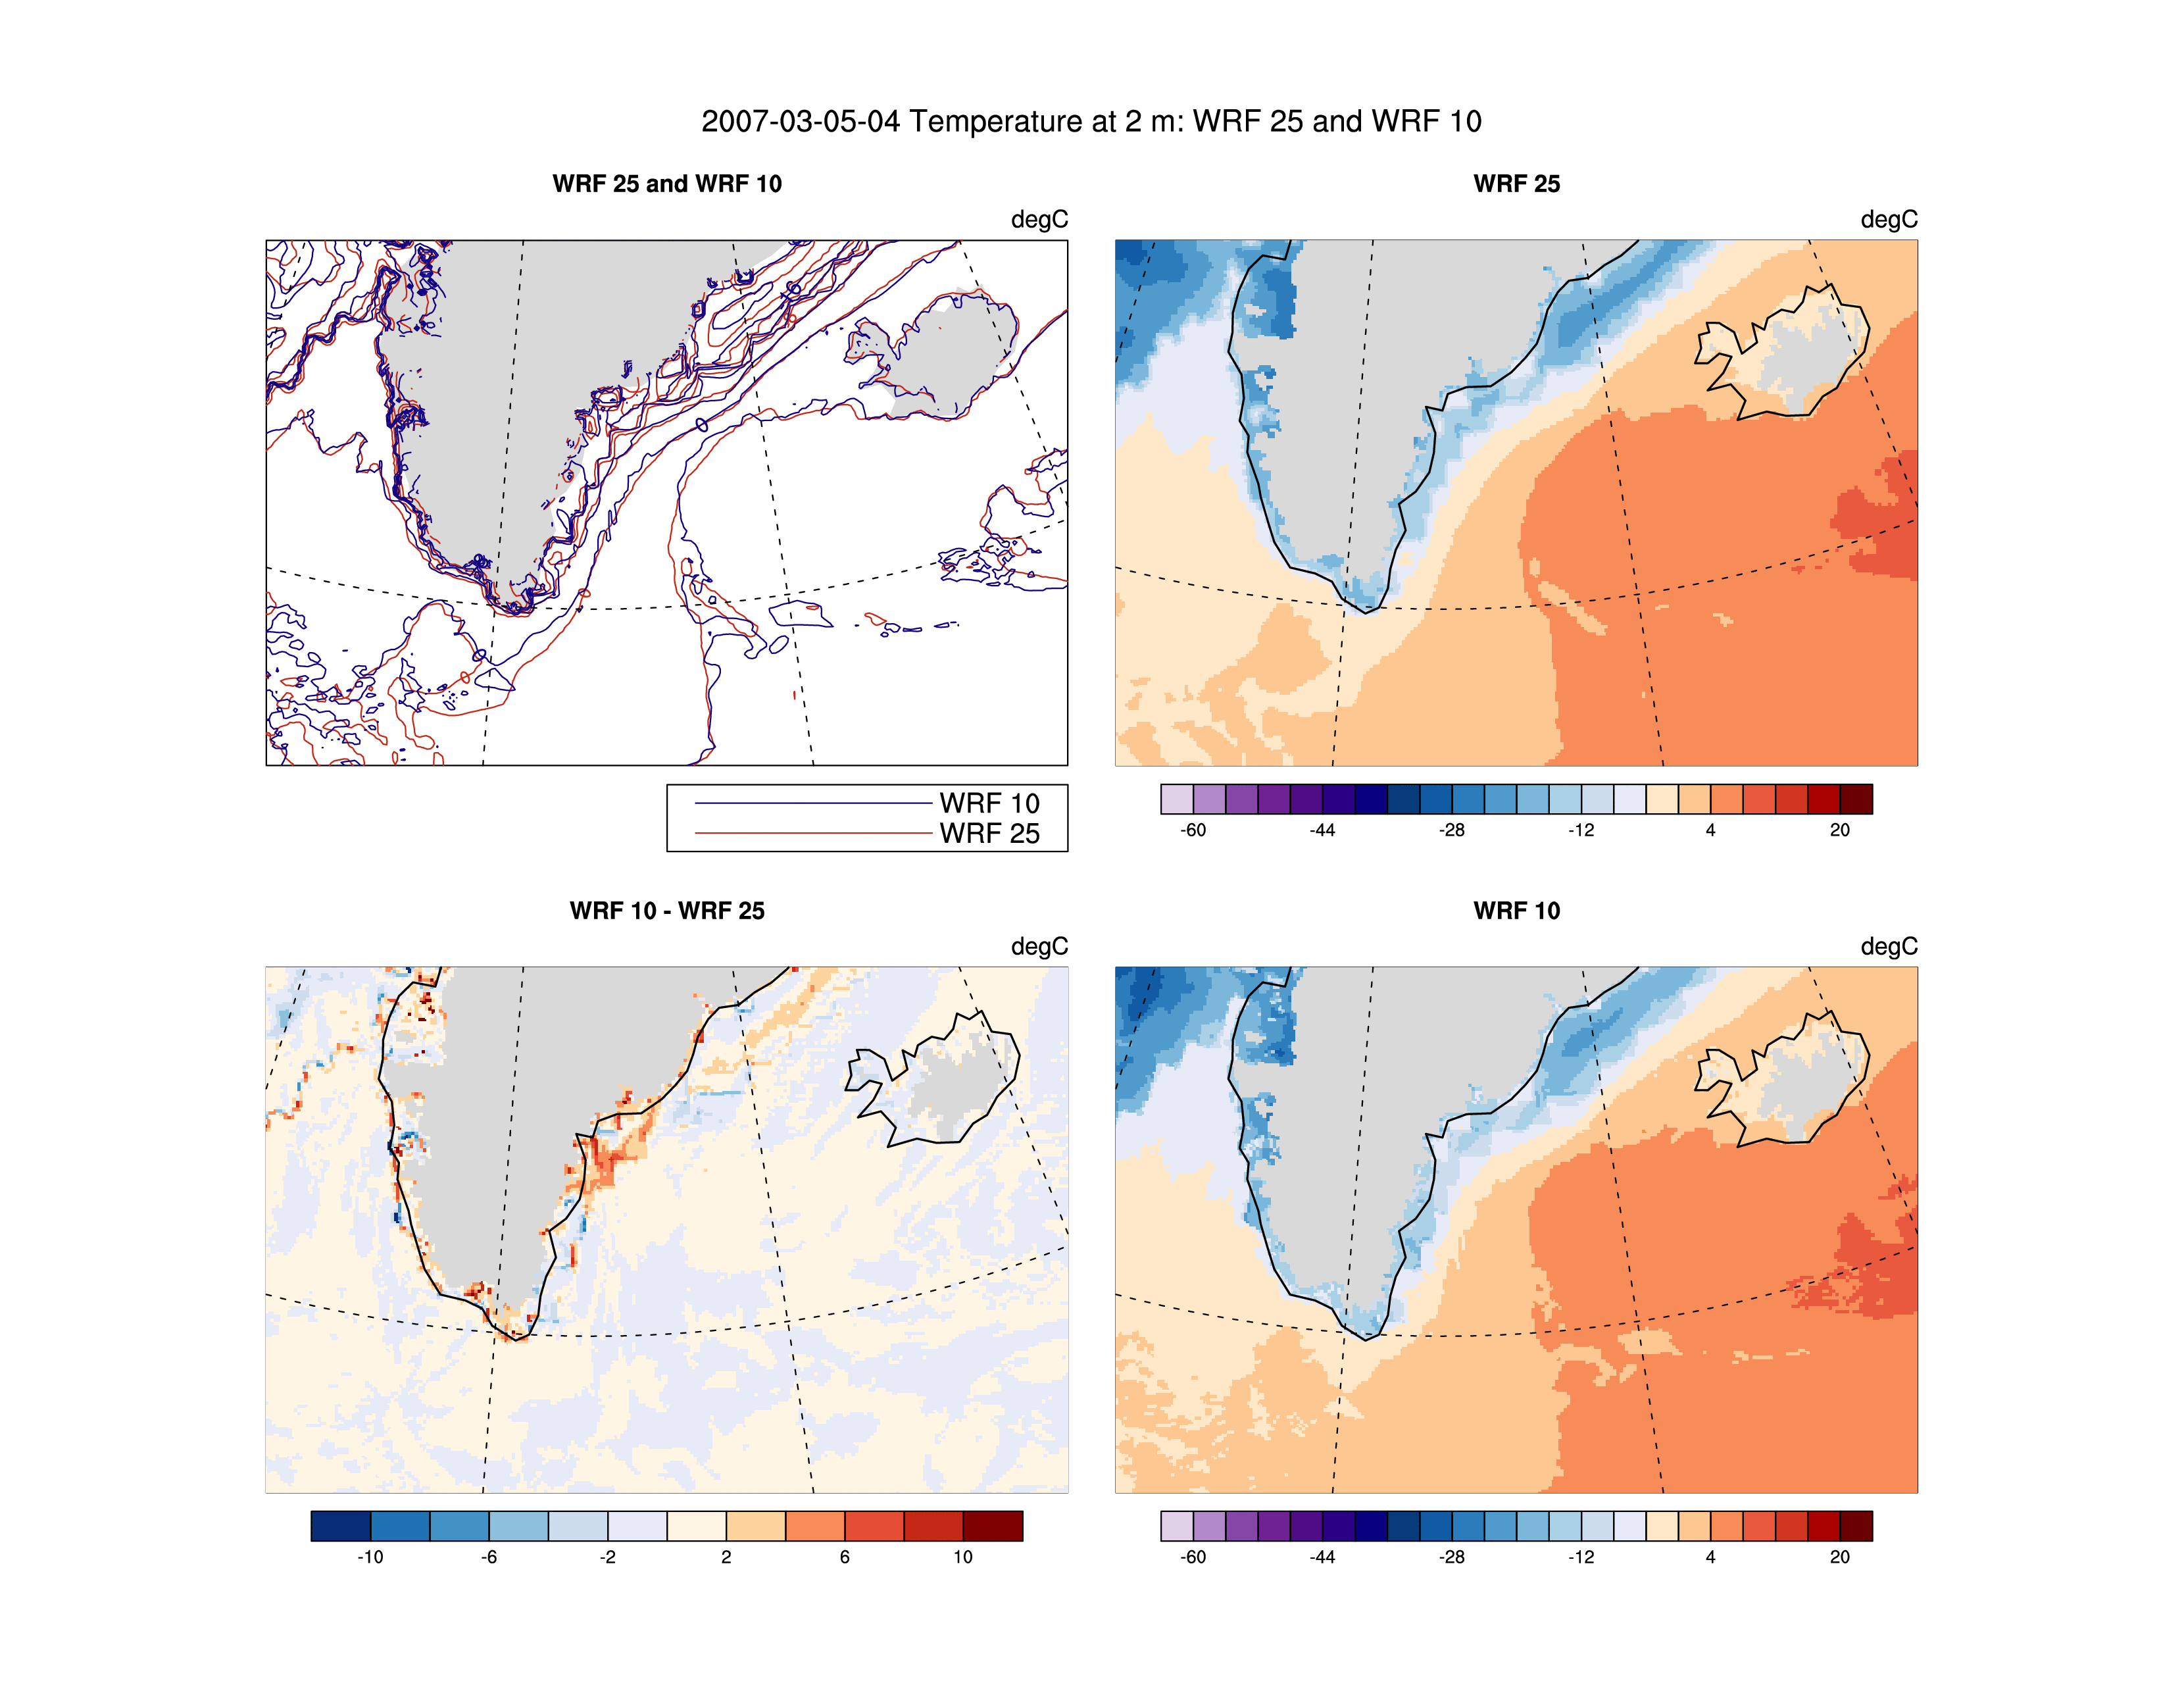 2007-03-05-04 Temperature at 2 m: WRF 25 and WRF 10
WRF 25 and WRF 10
degC
WRF 10
WRF 25
WRF 25
degC
-60 -44 -28 -12 4 20
WRF 10 - WRF 25
degC
-10 -6 -2 2 6 10
WRF 10
degC
-60 -44 -28 -12 4 20